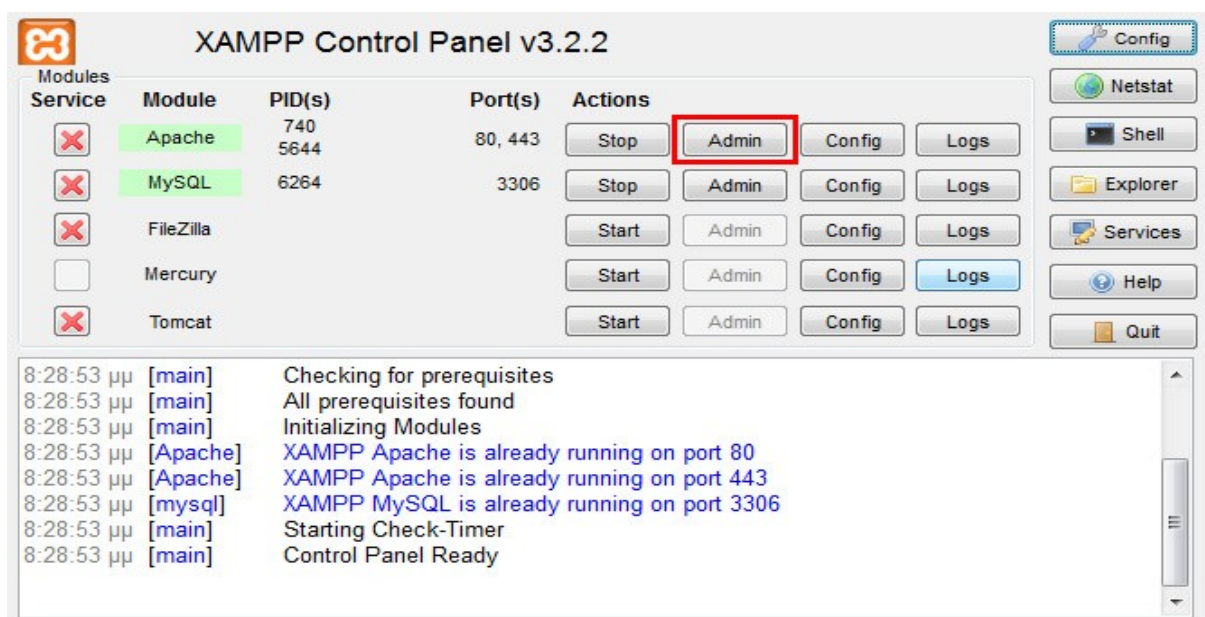 XAMPP Control Panel v3.2.2
Config
Modules
Netstat
Service Module PID(s) Port(s) Actions
Apache 740 5644 80, 443 Stop Admin Config Logs
Shell
MySQL 6264 3306 Stop Admin Config Logs
Explorer
FileZilla Start Admin Config Logs
Services
Mercury Start Admin Config Logs
Help
Tomcat Start Admin Config Logs
Quit
8:28:53 μμ [main] Checking for prerequisites
8:28:53 μμ [main] All prerequisites found
8:28:53 μμ [main] Initializing Modules
8:28:53 μμ [Apache] XAMPP Apache is already running on port 80
8:28:53 μμ [Apache] XAMPP Apache is already running on port 443
8:28:53 μμ [mysql] XAMPP MySQL is already running on port 3306
8:28:53 μμ [main] Starting Check-Timer
8:28:53 μμ [main] Control Panel Ready